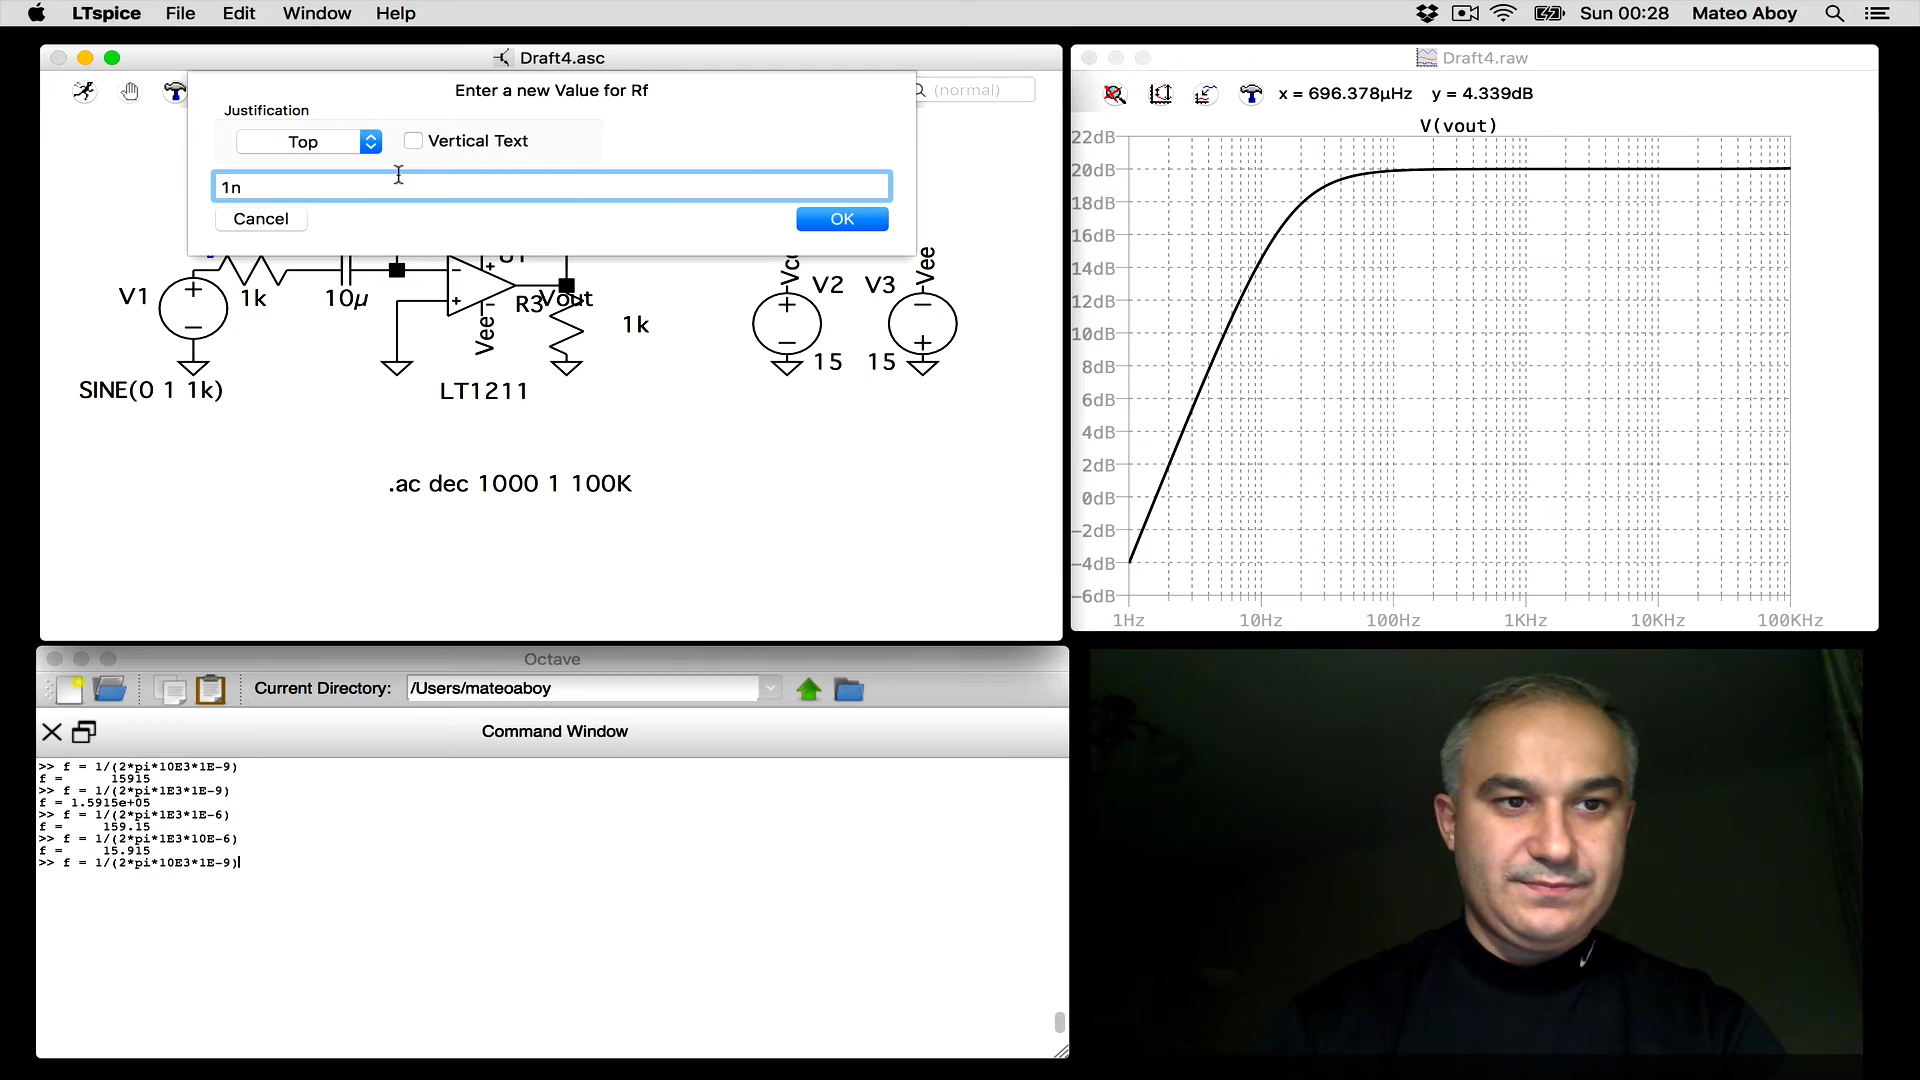 LTspice File Edit Window Help Sun 00:28 Mateo Aboy
Draft4.asc
(normal)
Enter a new Value for Rf
Justification
Top
Vertical Text
1n
Cancel
OK
V1
1k
10µ
+
−
−
+
+
−
R3
Vout
1k
Vee
Vee
V2
V3
+
−
−
+
15
15
SINE(0 1 1k)
LT1211
.ac dec 1000 1 100K
Draft4.raw
x = 696.378µHz y = 4.339dB
V(vout)
22dB
20dB
18dB
16dB
14dB
12dB
10dB
8dB
6dB
4dB
2dB
0dB
-2dB
-4dB
-6dB
1Hz 10Hz 100Hz 1KHz 10KHz 100KHz
Octave
Current Directory: /Users/mateoaboy
Command Window
>> f = 1/(2*pi*10E3*1E-9)
f = 15915
>> f = 1/(2*pi*1E3*1E-9)
f = 1.5915e+05
>> f = 1/(2*pi*1E3*1E-6)
f = 159.15
>> f = 1/(2*pi*1E3*10E-6)
f = 15.915
>> f = 1/(2*pi*10E3*1E-9)